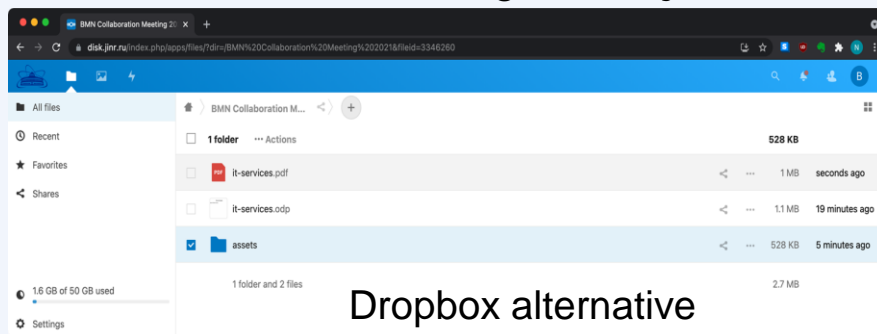 BMN Collaboration Meeting 20
disk.jinr.ru/index.php/apps/files/?dir=/BMN%20Collaboration%20Meeting%202021&fileid=3346260
N
B
All files
BMN Collaboration M...
Recent
1 folder ··· Actions 528 KB
Favorites
PDF it-services.pdf 1 MB seconds ago
Shares
it-services.odp 1.1 MB 19 minutes ago
assets 528 KB 5 minutes ago
1 folder and 2 files 2.7 MB
1.6 GB of 50 GB used
Dropbox alternative
Settings